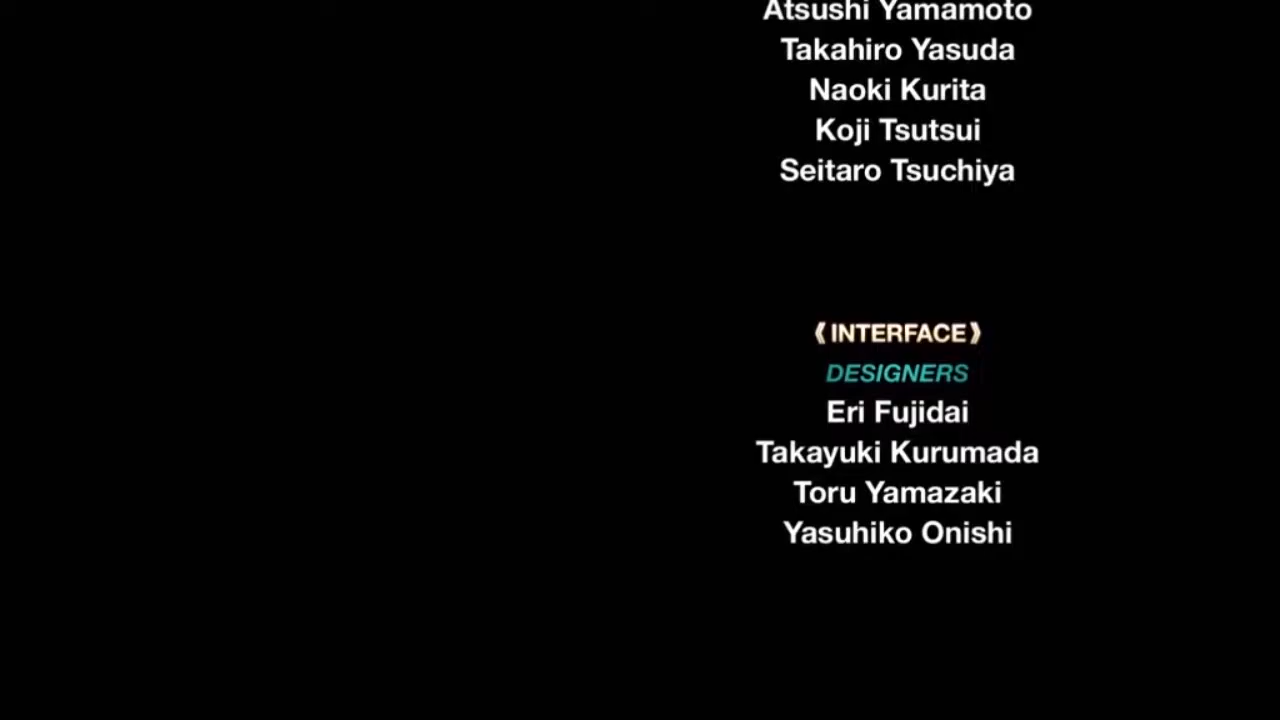 Atsushi Yamamoto
Takahiro Yasuda
Naoki Kurita
Koji Tsutsui
Seitaro Tsuchiya
《INTERFACE》
DESIGNERS
Eri Fujidai
Takayuki Kurumada
Toru Yamazaki
Yasuhiko Onishi